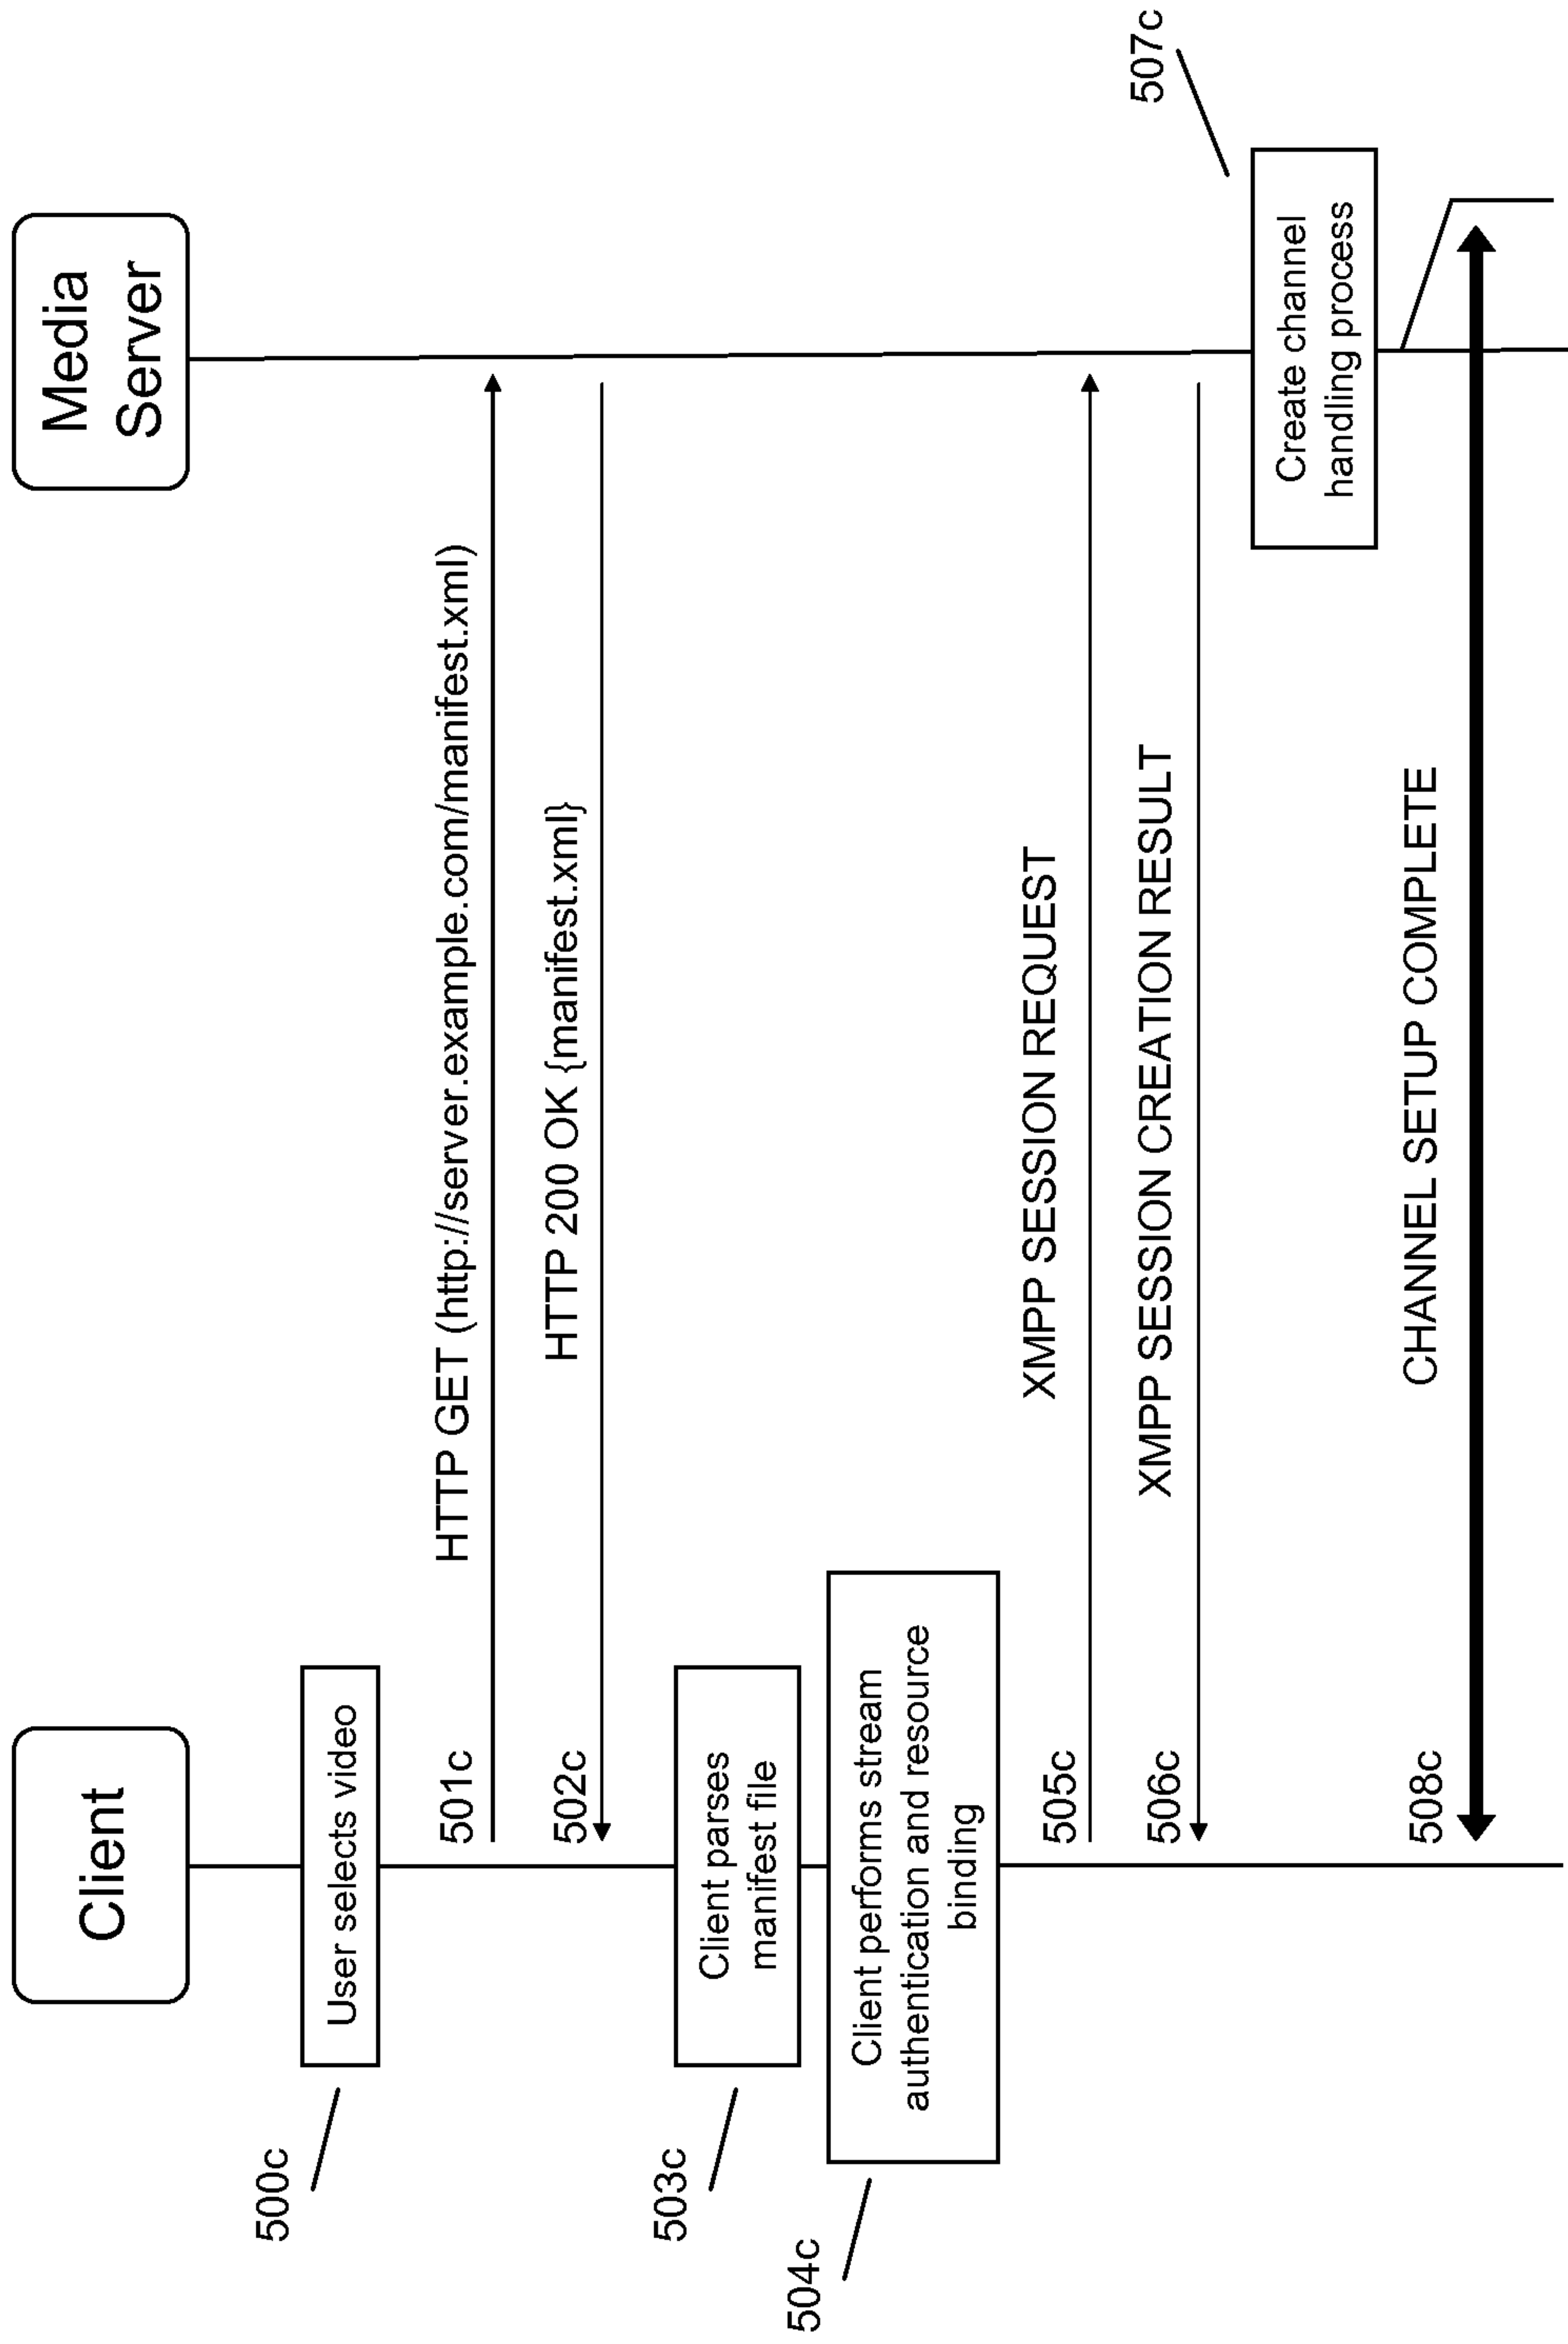 Client
Media
Server
500c
User selects video
501c
HTTP GET (http://server.example.com/manifest.xml)
502c
HTTP 200 OK {manifest.xml}
503c
Client parses
manifest file
504c
Client performs stream
authentication and resource
binding
505c
XMPP SESSION REQUEST
506c
XMPP SESSION CREATION RESULT
507c
Create channel
handling process
508c
CHANNEL SETUP COMPLETE